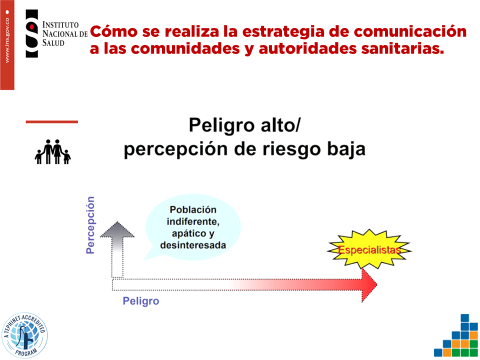 www.ins.gov.co
INSTITUTO
NACIONAL DE
SALUD
Cómo se realiza la estrategia de comunicación
a las comunidades y autoridades sanitarias.
Peligro alto/
percepción de riesgo baja
Percepción
Población
indiferente,
apático y
desinteresada
Especialistas
Peligro
A TEPHINET ACCREDITED
PROGRAM